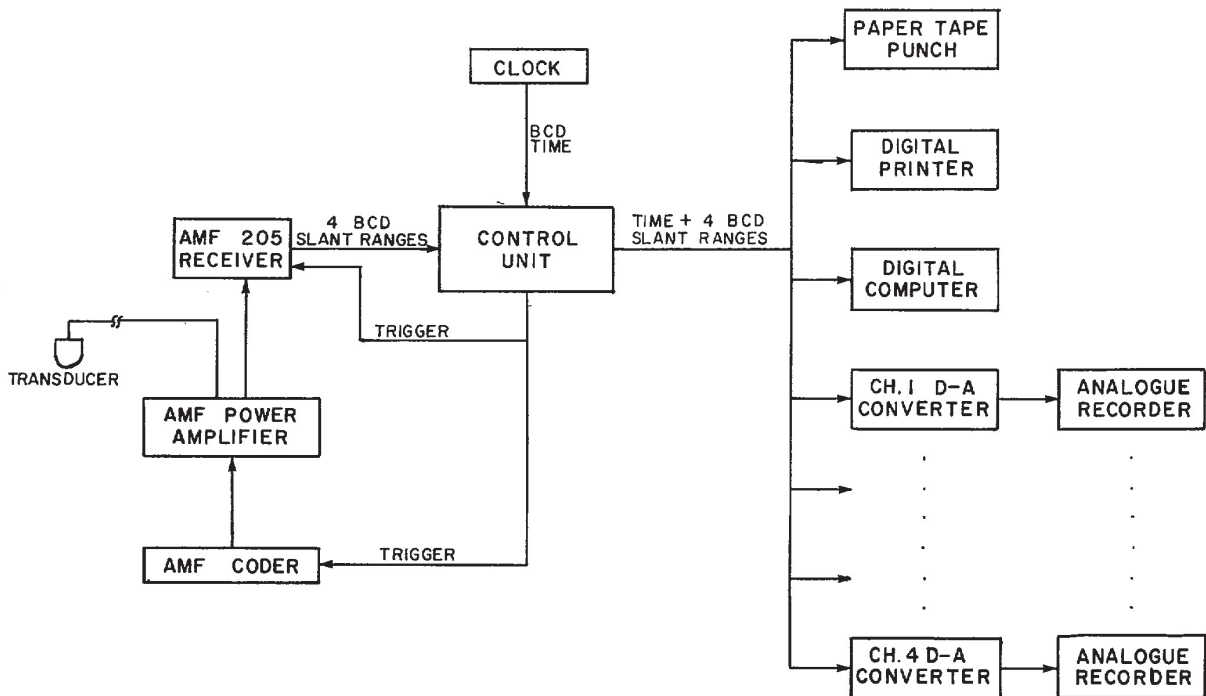 PAPER TAPE
PUNCH
CLOCK
BCD
TIME
DIGITAL
PRINTER
4 BCD
SLANT RANGES
AMF 205
RECEIVER
CONTROL
UNIT
TIME + 4 BCD
SLANT RANGES
DIGITAL
COMPUTER
TRIGGER
TRANSDUCER
AMF POWER
AMPLIFIER
CH. 1 D-A
CONVERTER
ANALOGUE
RECORDER
TRIGGER
AMF CODER
CH. 4 D-A
CONVERTER
ANALOGUE
RECORDER